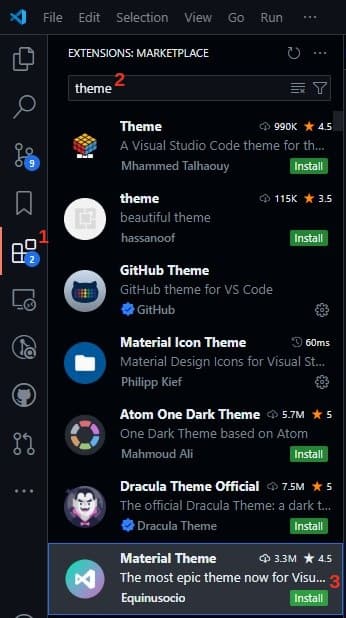 File Edit Selection View Go Run ...
EXTENSIONS: MARKETPLACE
theme 2
Theme 990K ★ 4.5
A Visual Studio Code theme for th...
Mhammed Talhaouy Install
theme 115K ★ 3.5
beautiful theme
hassanoof Install
GitHub Theme
GitHub theme for VS Code
GitHub
Material Icon Theme 60ms
Material Design Icons for Visual St...
Philipp Kief
Atom One Dark Theme 5.7M ★ 5
One Dark Theme based on Atom
Mahmoud Ali Install
Dracula Theme Official 7.5M ★ 5
The official Dracula Theme: a dark t...
Dracula Theme Install
Material Theme 3.3M ★ 4.5
The most epic theme now for Visu... 3
Equinusocio Install
9
1
2